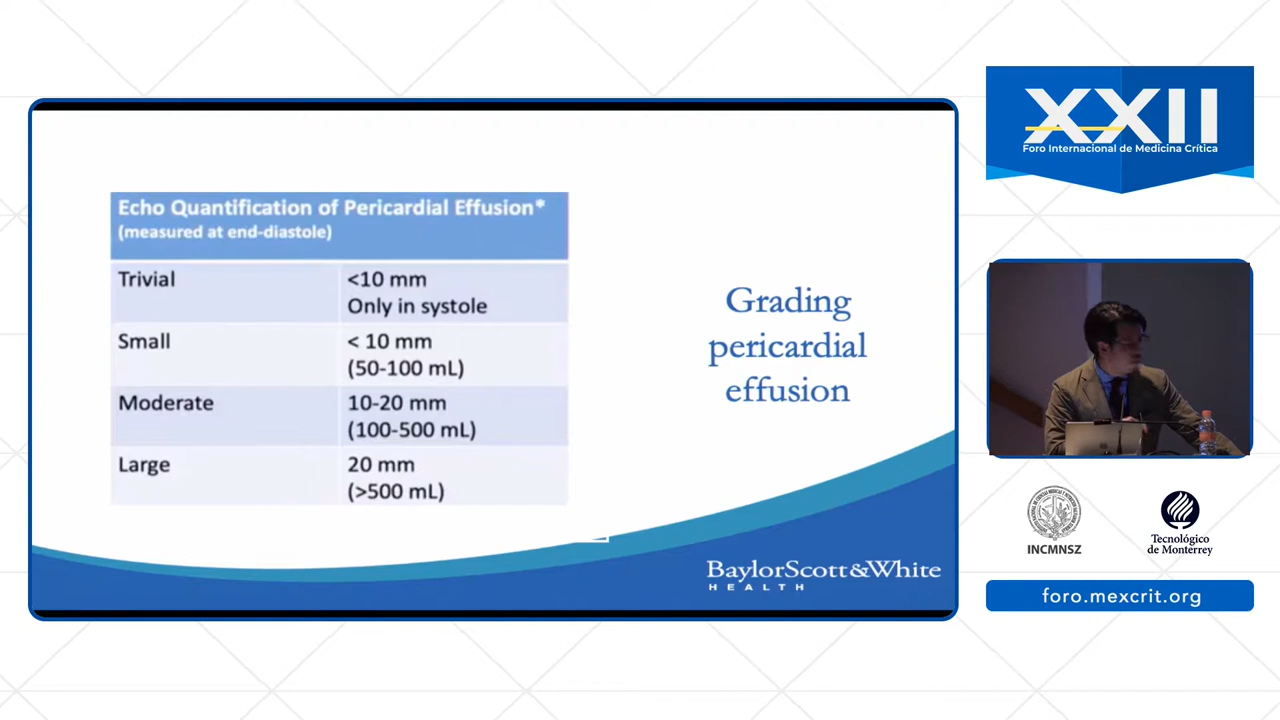 Echo Quantification of Pericardial Effusion*
(measured at end-diastole)
Trivial
<10 mm
Only in systole
Small
< 10 mm
(50-100 mL)
Moderate
10-20 mm
(100-500 mL)
Large
20 mm
(>500 mL)
Grading
pericardial
effusion
BaylorScott&White
HEALTH
XXII
Foro Internacional de Medicina Crítica
INCMNSZ
Tecnológico
de Monterrey
foro.mexcrit.org